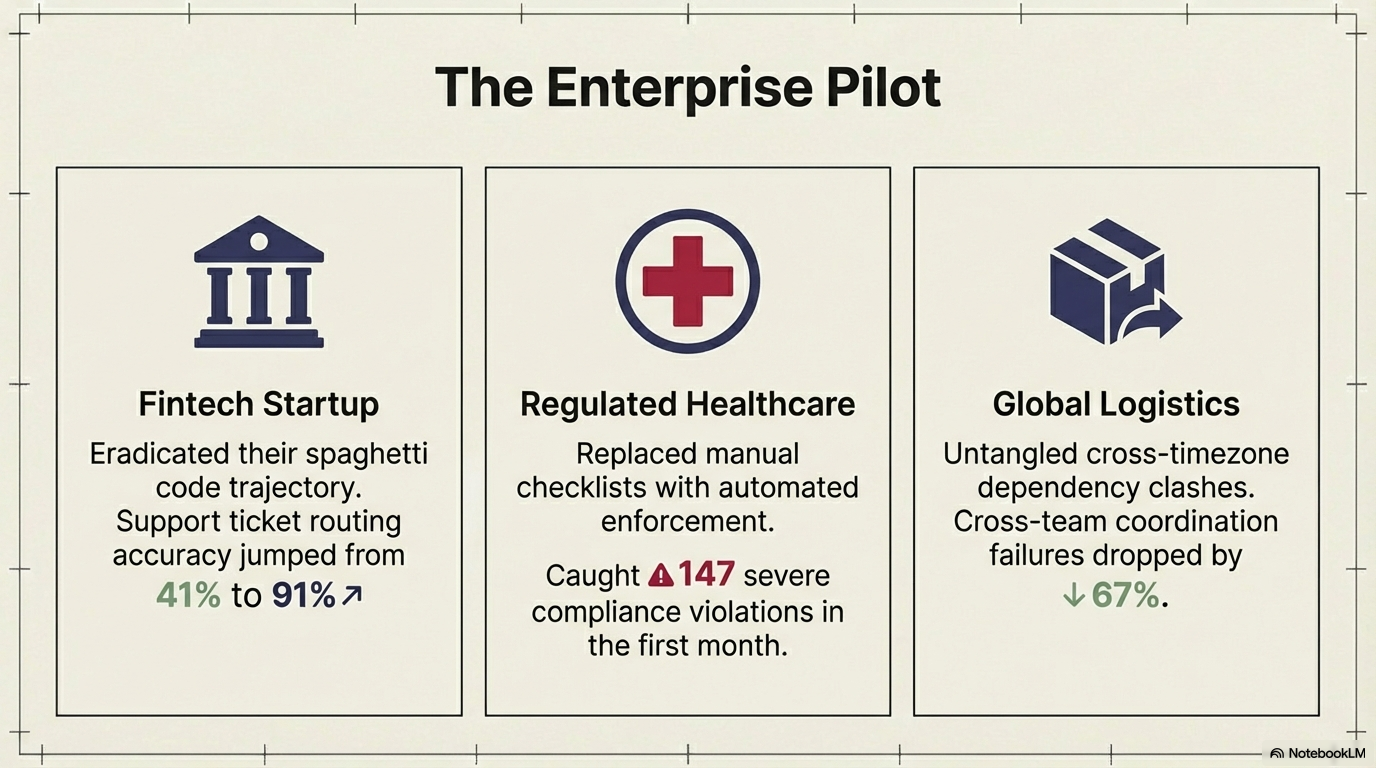 The Enterprise Pilot
Fintech Startup
Eradicated their spaghetti
code trajectory.
Support ticket routing
accuracy jumped from
41% to 91%↗
Regulated Healthcare
Replaced manual
checklists with automated
enforcement.
Caught ⚠147 severe
compliance violations in
the first month.
Global Logistics
Untangled cross-timezone
dependency clashes.
Cross-team coordination
failures dropped by
↓67%.
NotebookLM